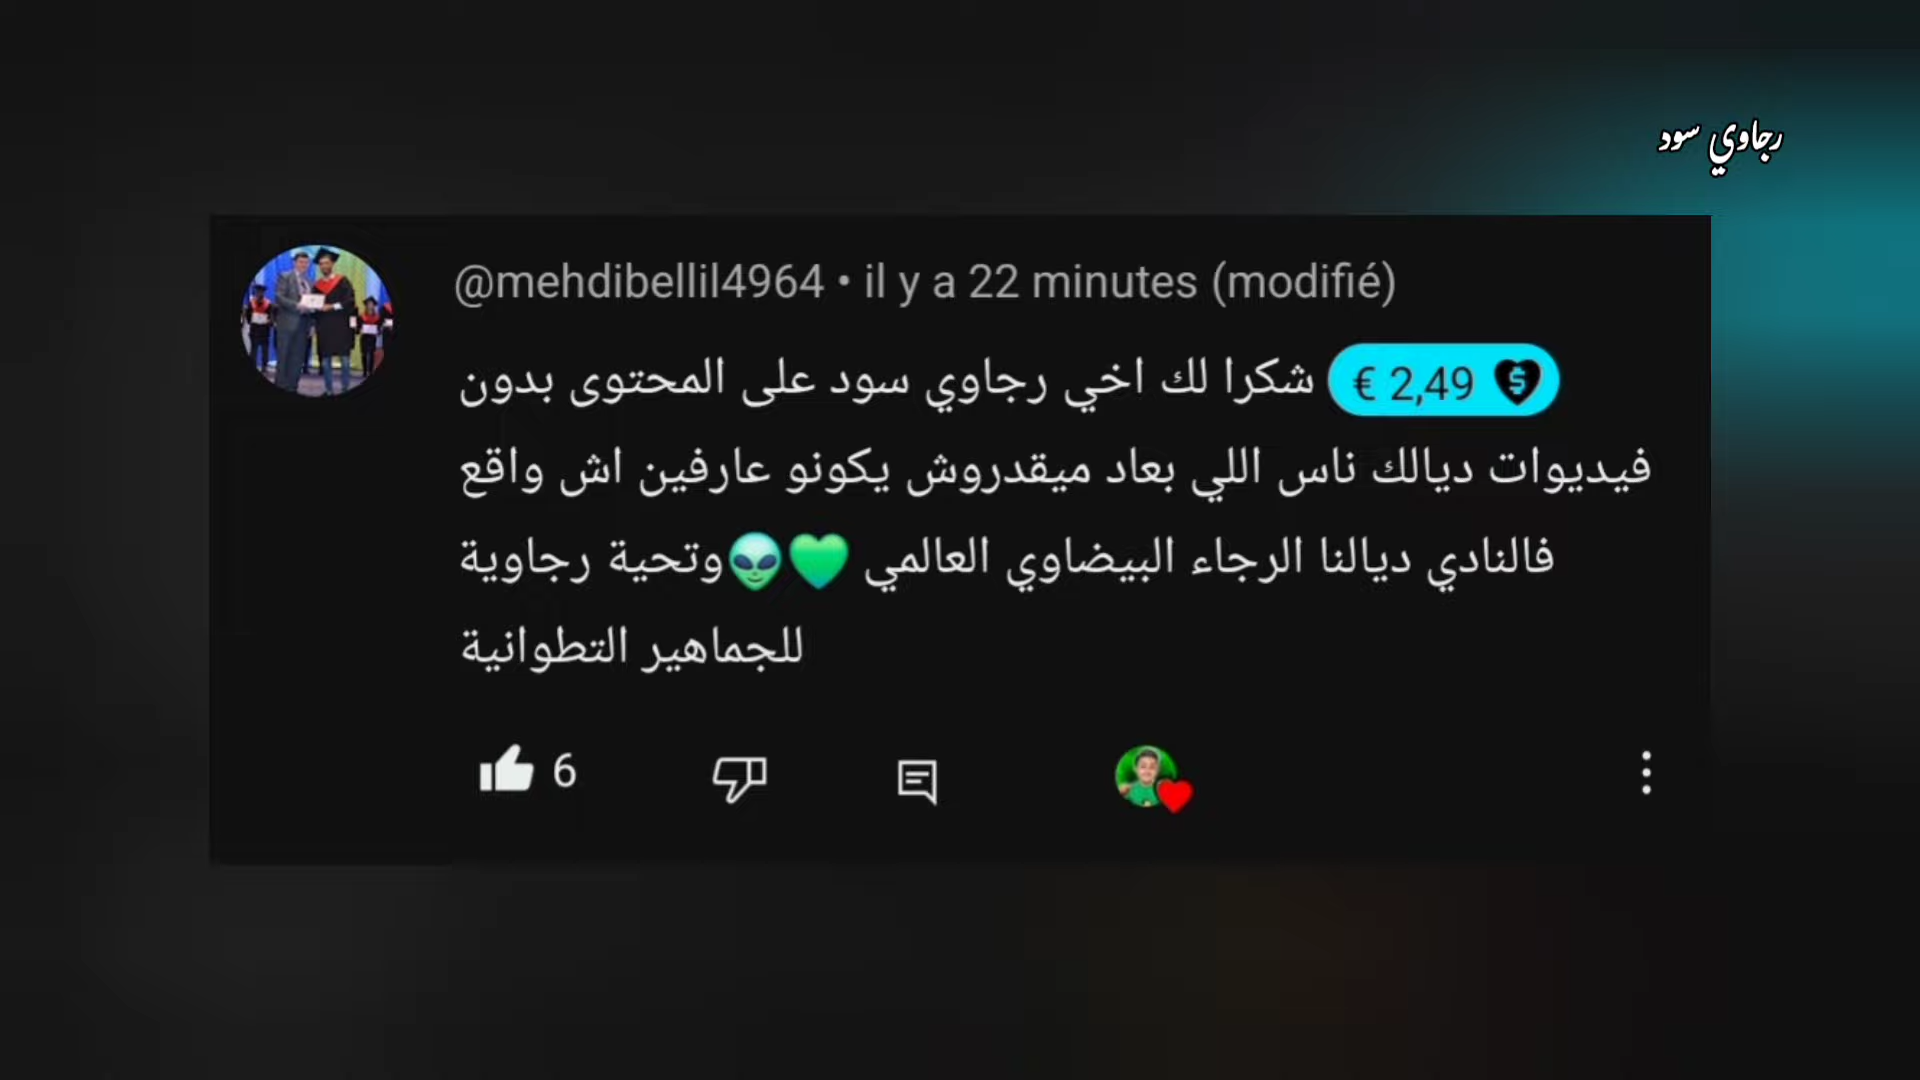 رجاوي سود
@mehdibellil4964 • il y a 22 minutes (modifié)
€ 2,49 شكرا لك اخي رجاوي سود على المحتوى بدون
فيديوات ديالك ناس اللي بعاد ميقدروش يكونو عارفين اش واقع
فالنادي ديالنا الرجاء البيضاوي العالمي 💚👽وتحية رجاوية
للجماهير التطوانية
6